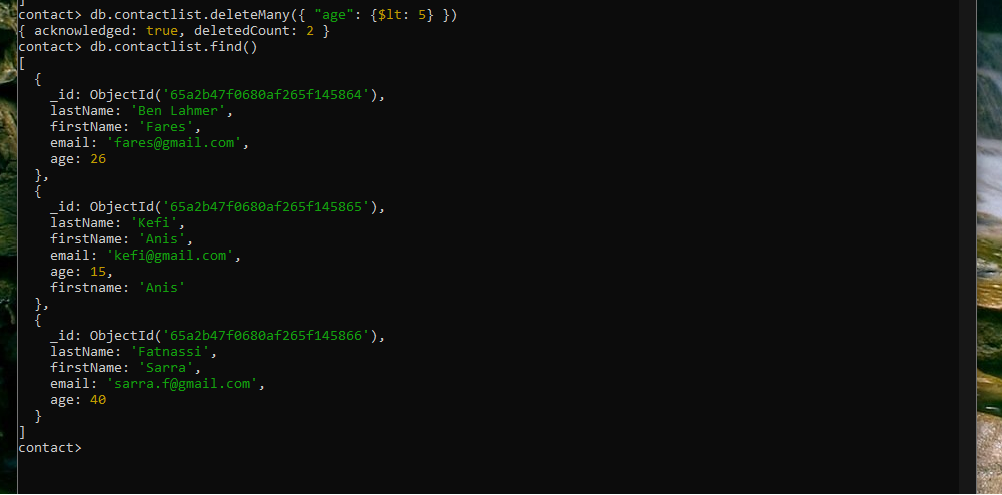 ]
contact> db.contactlist.deleteMany({ "age": {$lt: 5} })
{ acknowledged: true, deletedCount: 2 }
contact> db.contactlist.find()
[
  {
    _id: ObjectId('65a2b47f0680af265f145864'),
    lastName: 'Ben Lahmer',
    firstName: 'Fares',
    email: 'fares@gmail.com',
    age: 26
  },
  {
    _id: ObjectId('65a2b47f0680af265f145865'),
    lastName: 'Kefi',
    firstName: 'Anis',
    email: 'kefi@gmail.com',
    age: 15,
    firstname: 'Anis'
  },
  {
    _id: ObjectId('65a2b47f0680af265f145866'),
    lastName: 'Fatnassi',
    firstName: 'Sarra',
    email: 'sarra.f@gmail.com',
    age: 40
  }
]
contact>